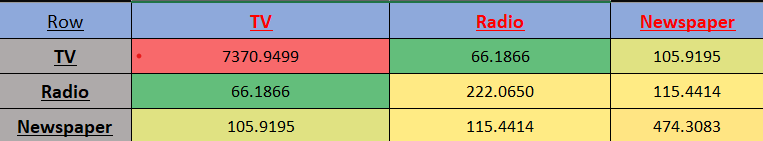 Row TV Radio Newspaper
TV 7370.9499 66.1866 105.9195
Radio 66.1866 222.0650 115.4414
Newspaper 105.9195 115.4414 474.3083